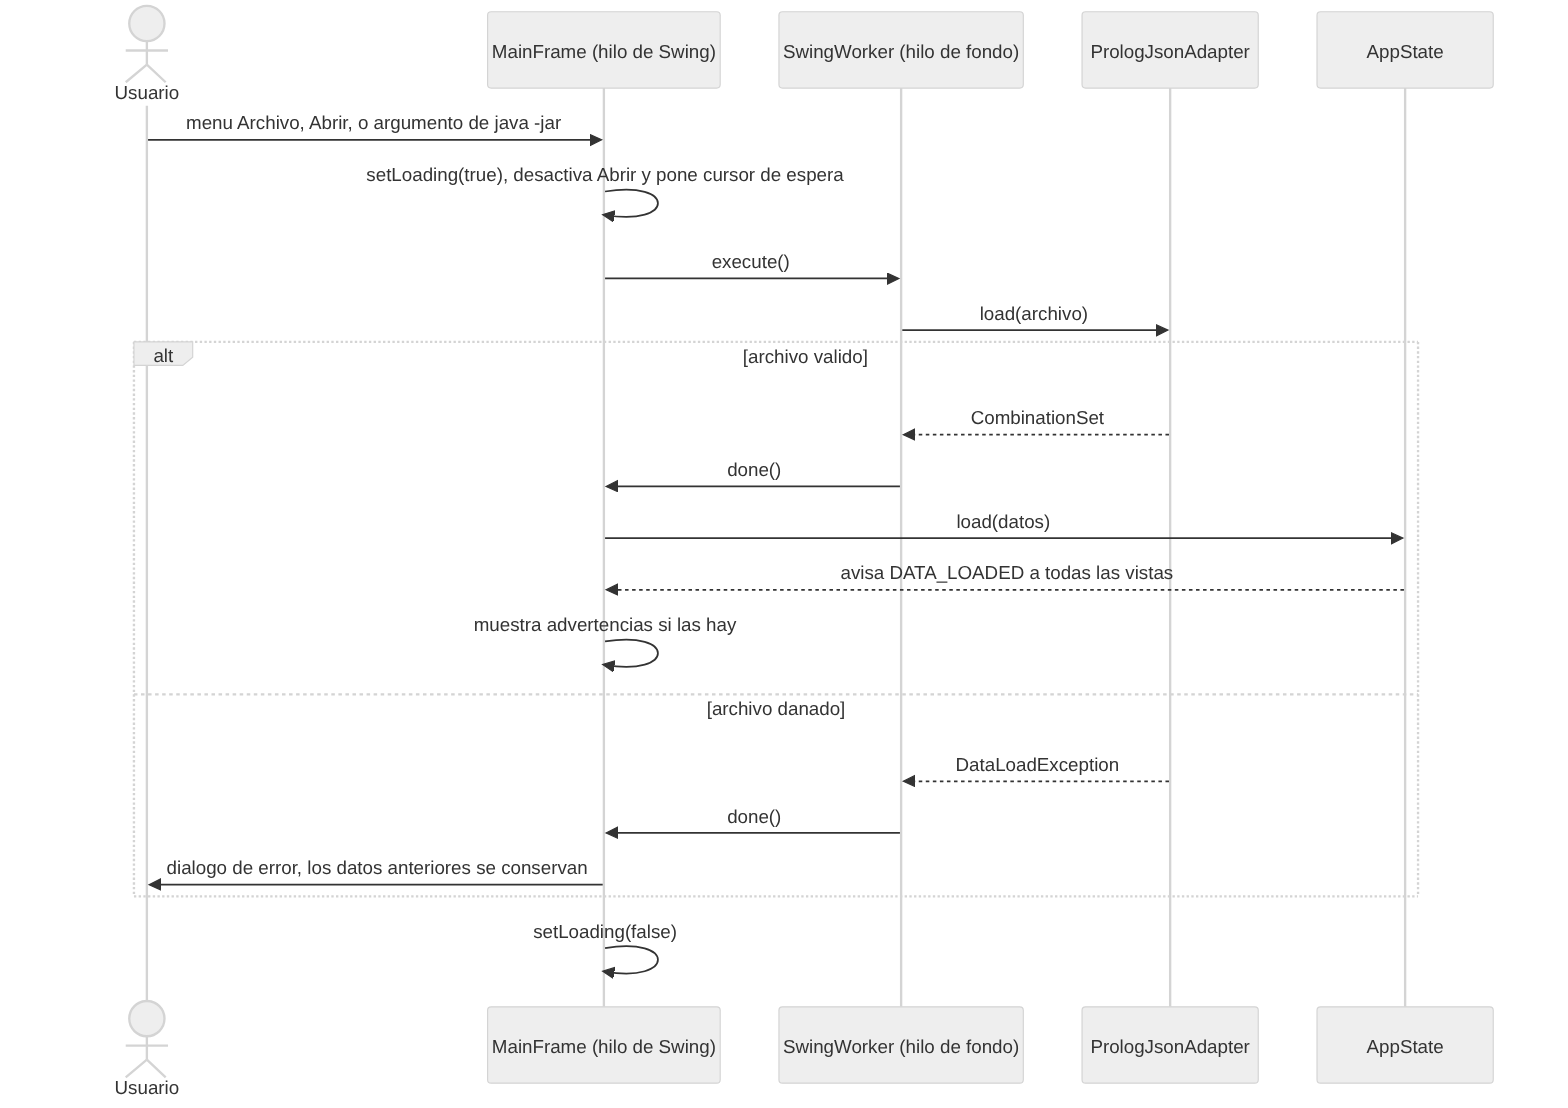 Usuario
MainFrame (hilo de Swing)
SwingWorker (hilo de fondo)
PrologJsonAdapter
AppState
menu Archivo, Abrir, o argumento de java -jar
setLoading(true), desactiva Abrir y pone cursor de espera
execute()
load(archivo)
alt
[archivo valido]
CombinationSet
done()
load(datos)
avisa DATA_LOADED a todas las vistas
muestra advertencias si las hay
[archivo danado]
DataLoadException
done()
dialogo de error, los datos anteriores se conservan
setLoading(false)
Usuario
MainFrame (hilo de Swing)
SwingWorker (hilo de fondo)
PrologJsonAdapter
AppState